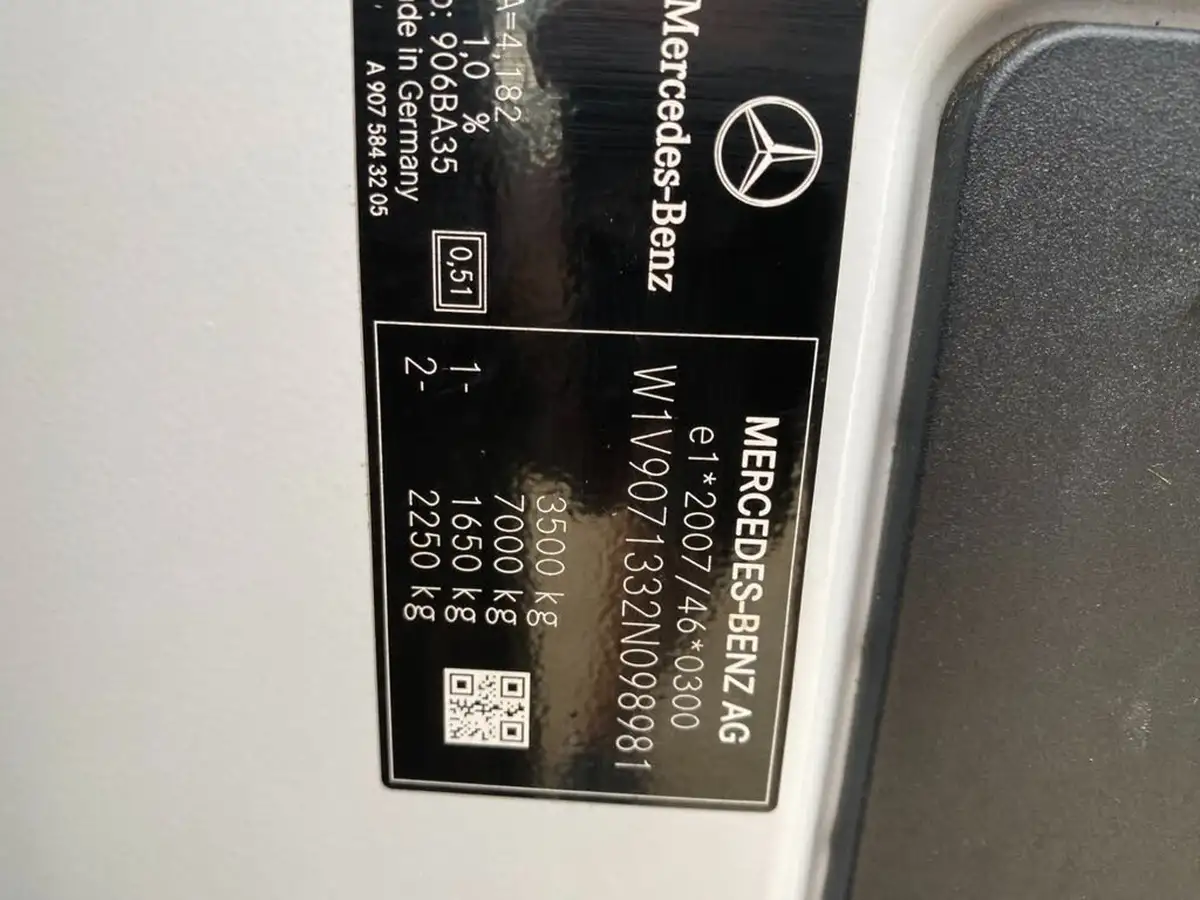 Mercedes-Benz
A=4,182
1,0 %
906BA35
in Germany
A 907 584 32 05
0,51
MERCEDES-BENZ AG
e1*2007/46*0300
W1V9071332N098981
3500 kg
7000 kg
1- 1650 kg
2- 2250 kg